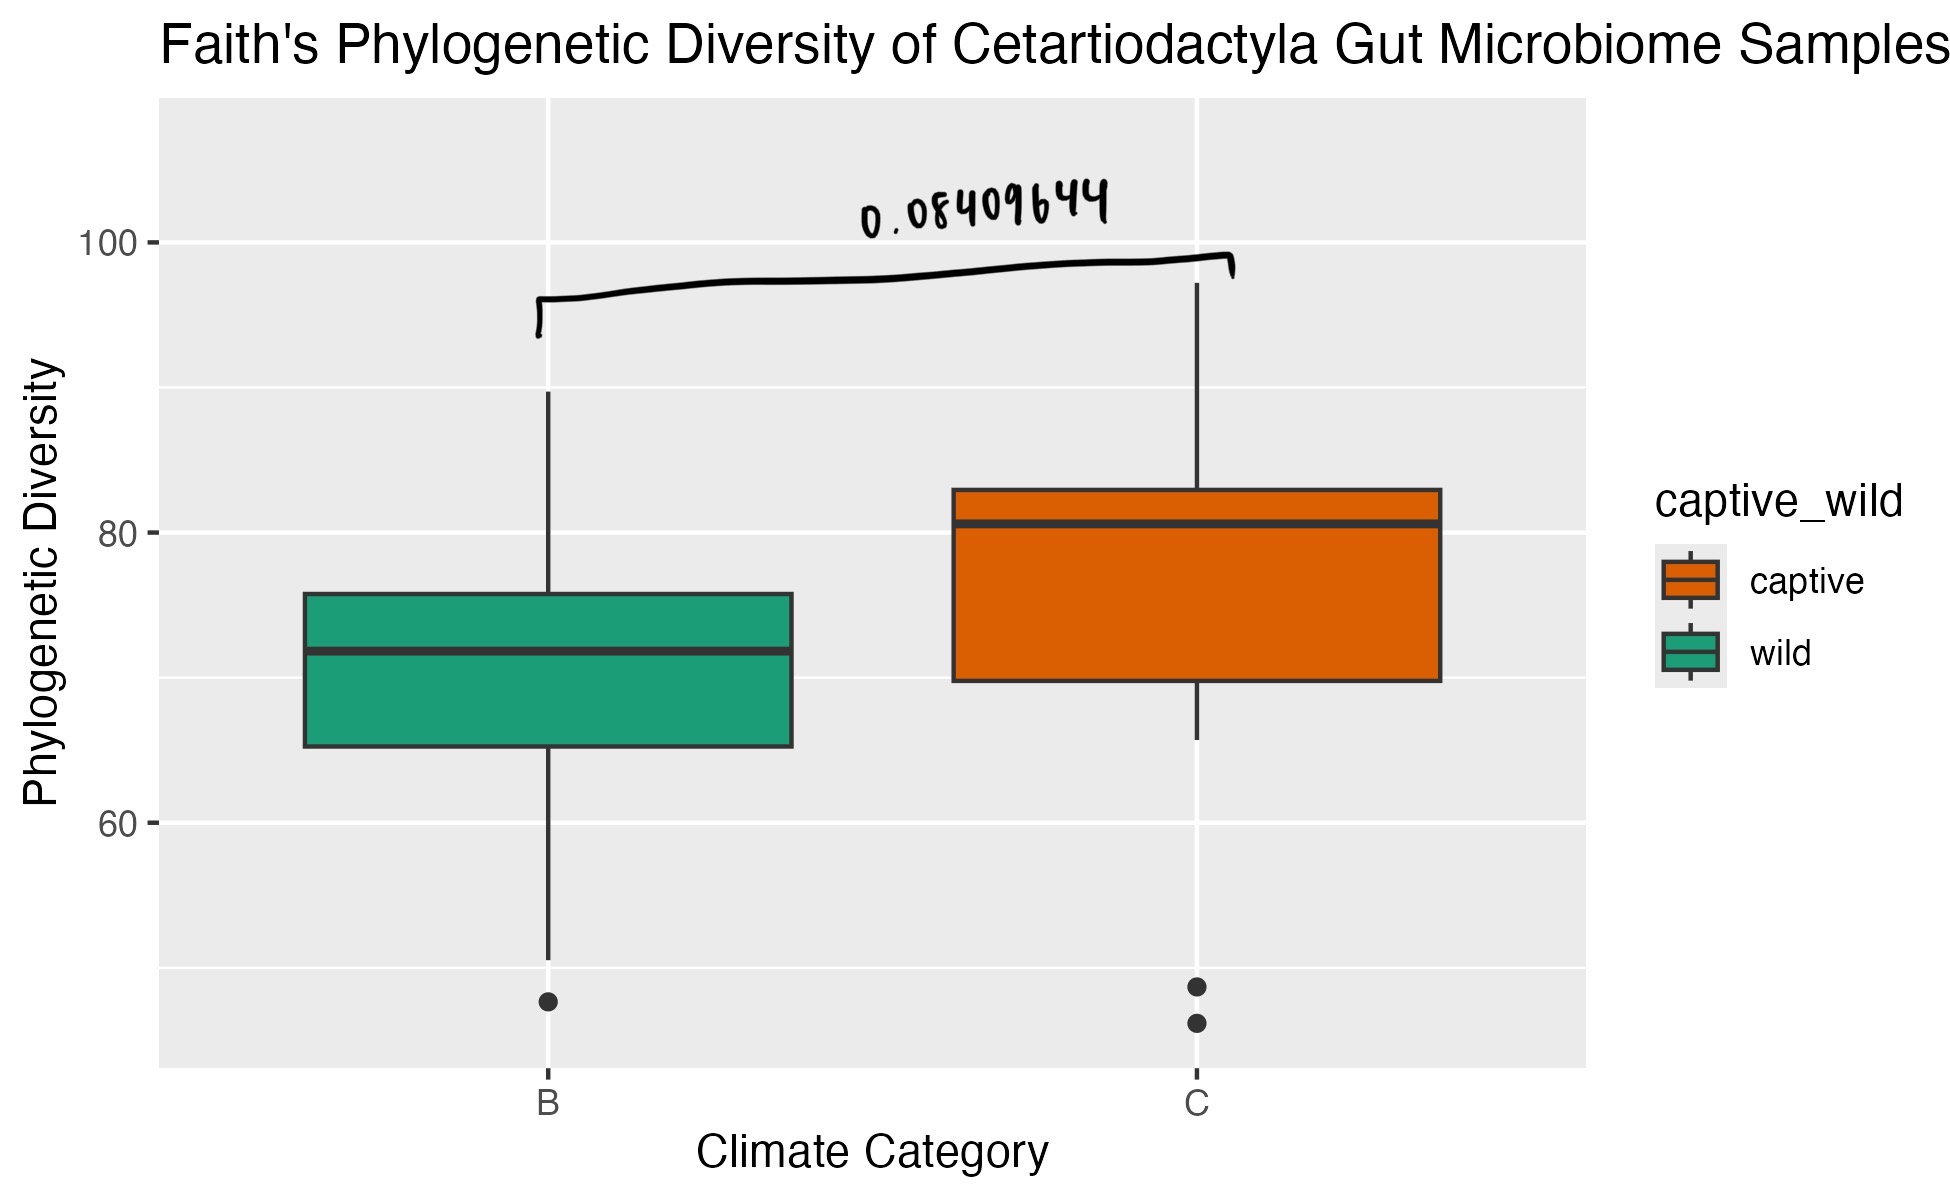 Faith's Phylogenetic Diversity of Cetartiodactyla Gut Microbiome Samples
0.08409644
100
80
60
Phylogenetic Diversity
B
C
Climate Category
captive_wild
captive
wild